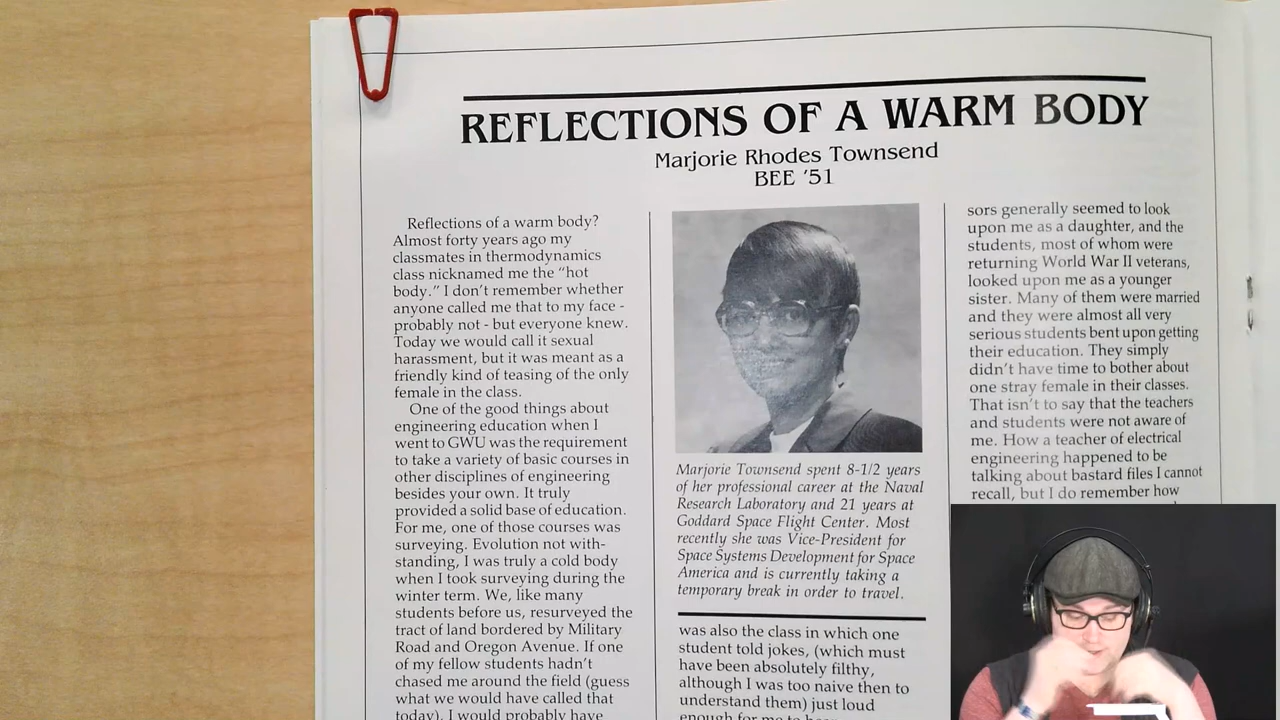 REFLECTIONS OF A WARM BODY
Marjorie Rhodes Townsend
BEE '51
Reflections of a warm body?
Almost forty years ago my
classmates in thermodynamics
class nicknamed me the "hot
body." I don't remember whether
anyone called me that to my face -
probably not - but everyone knew.
Today we would call it sexual
harassment, but it was meant as a
friendly kind of teasing of the only
female in the class.
One of the good things about
engineering education when I
went to GWU was the requirement
to take a variety of basic courses in
other disciplines of engineering
besides your own. It truly
provided a solid base of education.
For me, one of those courses was
surveying. Evolution not with-
standing, I was truly a cold body
when I took surveying during the
winter term. We, like many
students before us, resurveyed the
tract of land bordered by Military
Road and Oregon Avenue. If one
of my fellow students hadn't
chased me around the field (guess
what we would have called that
today), I would probably have
Marjorie Townsend spent 8-1/2 years
of her professional career at the Naval
Research Laboratory and 21 years at
Goddard Space Flight Center. Most
recently she was Vice-President for
Space Systems Development for Space
America and is currently taking a
temporary break in order to travel.
was also the class in which one
student told jokes, (which must
have been absolutely filthy,
although I was too naive then to
understand them) just loud
enough for me to hear
sors generally seemed to look
upon me as a daughter, and the
students, most of whom were
returning World War II veterans,
looked upon me as a younger
sister. Many of them were married
and they were almost all very
serious students bent upon getting
their education. They simply
didn't have time to bother about
one stray female in their classes.
That isn't to say that the teachers
and students were not aware of
me. How a teacher of electrical
engineering happened to be
talking about bastard files I cannot
recall, but I do remember how